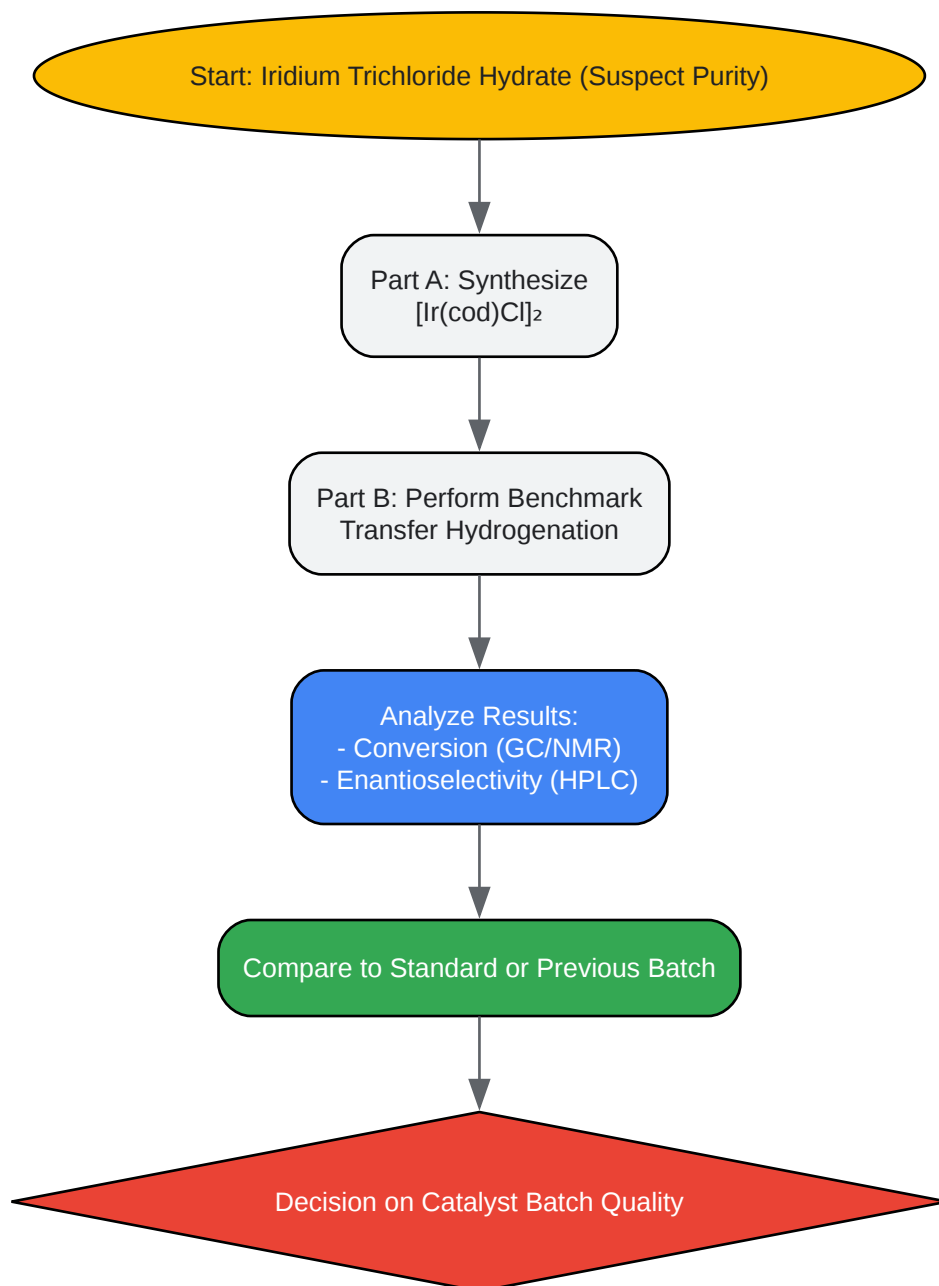 Start: Iridium Trichloride Hydrate (Suspect Purity)
Part A: Synthesize
[Ir(cod)Cl]₂
Part B: Perform Benchmark
Transfer Hydrogenation
Analyze Results:
- Conversion (GC/NMR)
- Enantioselectivity (HPLC)
Compare to Standard or Previous Batch
Decision on Catalyst Batch Quality